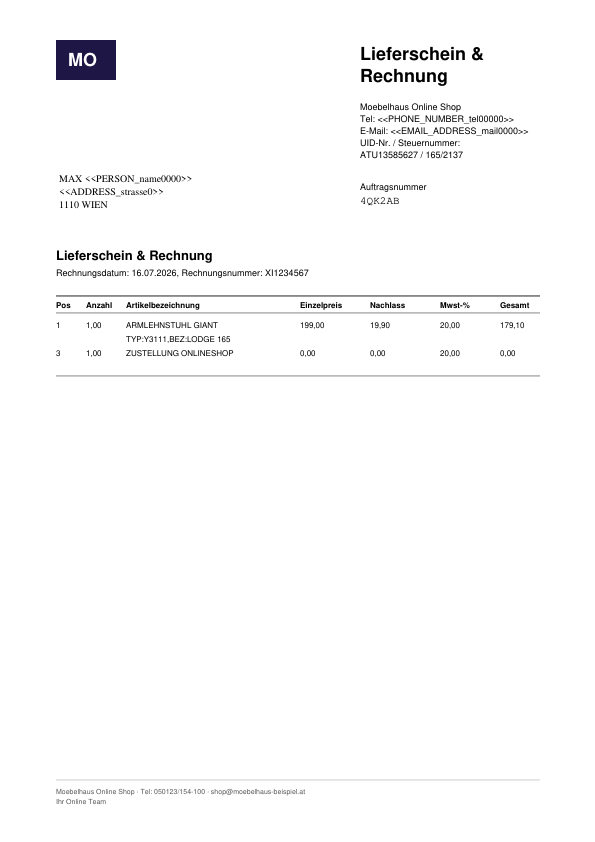 MO
Lieferschein &
Rechnung
Moebelhaus Online Shop
Tel: <<PHONE_NUMBER_tel00000>>
E-Mail: <<EMAIL_ADDRESS_mail0000>>
UID-Nr. / Steuernummer:
ATU13585627 / 165/2137
MAX <<PERSON_name0000>>
<<ADDRESS_strasse0>>
1110 WIEN
Auftragsnummer
4QK2AB
Lieferschein & Rechnung
Rechnungsdatum: 16.07.2026, Rechnungsnummer: XI1234567
Pos Anzahl Artikelbezeichnung Einzelpreis Nachlass Mwst-% Gesamt
1 1,00 ARMLEHNSTUHL GIANT 199,00 19,90 20,00 179,10
TYP:Y3111,BEZ:LODGE 165
3 1,00 ZUSTELLUNG ONLINESHOP 0,00 0,00 20,00 0,00
Moebelhaus Online Shop · Tel: 050123/154-100 · shop@moebelhaus-beispiel.at
Ihr Online Team